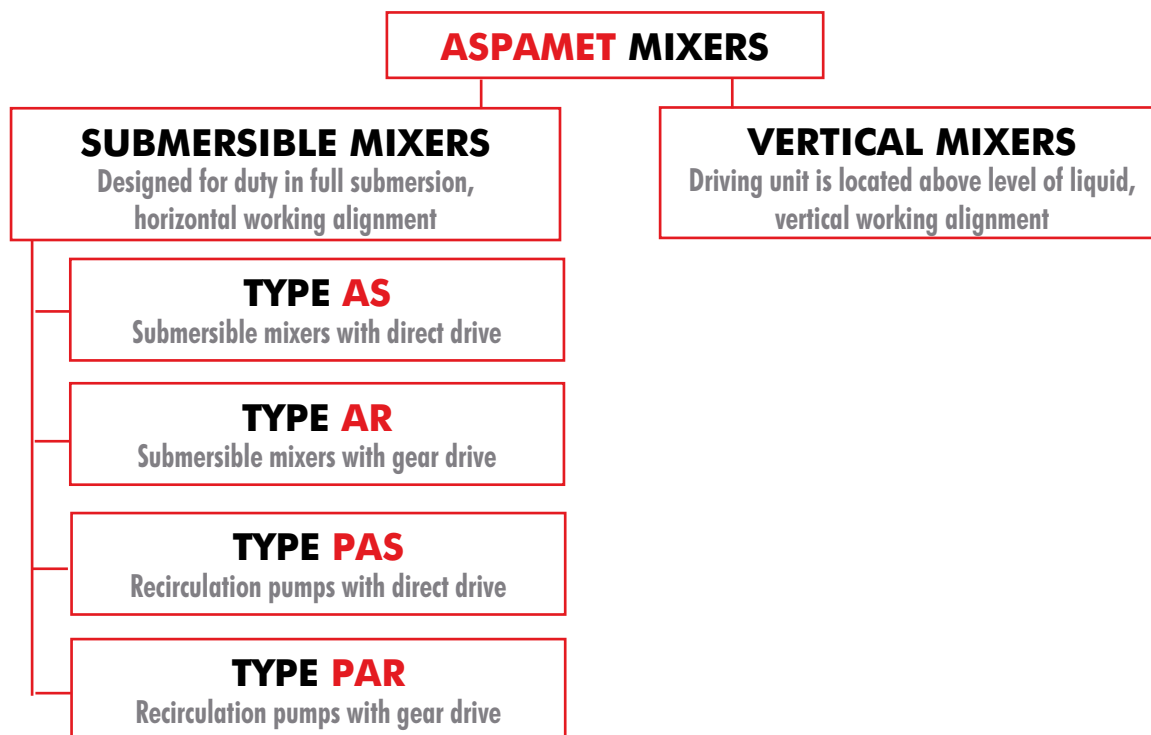 ASPAMET MIXERS
SUBMERSIBLE MIXERS
Designed for duty in full submersion,
horizontal working alignment
VERTICAL MIXERS
Driving unit is located above level of liquid,
vertical working alignment
TYPE AS
Submersible mixers with direct drive
TYPE AR
Submersible mixers with gear drive
TYPE PAS
Recirculation pumps with direct drive
TYPE PAR
Recirculation pumps with gear drive